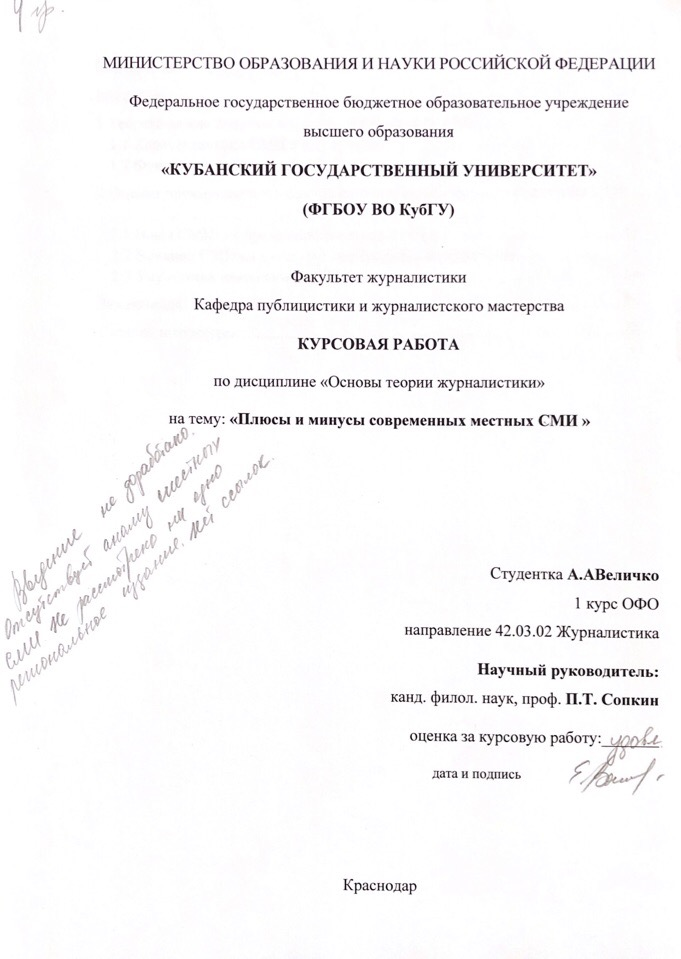 4 гр.
МИНИСТЕРСТВО ОБРАЗОВАНИЯ И НАУКИ РОССИЙСКОЙ ФЕДЕРАЦИИ
Федеральное государственное бюджетное образовательное учреждение
высшего образования
«КУБАНСКИЙ ГОСУДАРСТВЕННЫЙ УНИВЕРСИТЕТ»
(ФГБОУ ВО КубГУ)
Факультет журналистики
Кафедра публицистики и журналистского мастерства
КУРСОВАЯ РАБОТА
по дисциплине «Основы теории журналистики»
на тему: «Плюсы и минусы современных местных СМИ »
Введение не доработано.
Отсутствует анализ местных
СМИ не рассмотрено ни одно
региональное издание. Нет ссылок.
Студентка А.АВеличко
1 курс ОФО
направление 42.03.02 Журналистика
Научный руководитель:
канд. филол. наук, проф. П.Т. Сопкин
оценка за курсовую работу: удовл.
дата и подпись
Краснодар